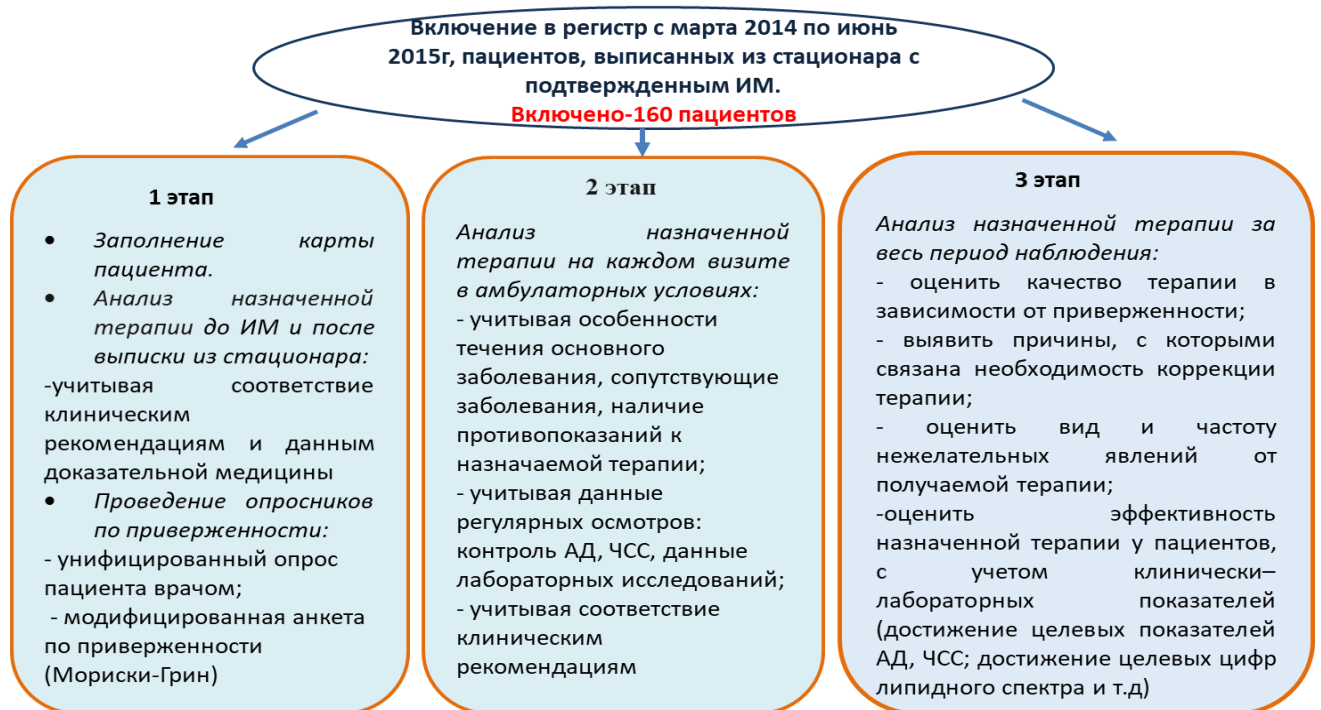 Включение в регистр с марта 2014 по июнь
2015г, пациентов, выписанных из стационара с
подтвержденным ИМ.
Включено-160 пациентов
1 этап
• Заполнение карты
пациента.
• Анализ назначенной
терапии до ИМ и после
выписки из стационара:
-учитывая соответствие
клиническим
рекомендациям и данным
доказательной медицины
• Проведение опросников
по приверженности:
- унифицированный опрос
пациента врачом;
- модифицированная анкета
по приверженности
(Мориски-Грин)
2 этап
Анализ назначенной
терапии на каждом визите
в амбулаторных условиях:
- учитывая особенности
течения основного
заболевания, сопутствующие
заболевания, наличие
противопоказаний к
назначаемой терапии;
- учитывая данные
регулярных осмотров:
контроль АД, ЧСС, данные
лабораторных исследований;
- учитывая соответствие
клиническим
рекомендациям
3 этап
Анализ назначенной терапии за
весь период наблюдения:
- оценить качество терапии в
зависимости от приверженности;
- выявить причины, с которыми
связана необходимость коррекции
терапии;
- оценить вид и частоту
нежелательных явлений от
получаемой терапии;
-оценить эффективность
назначенной терапии у пациентов,
с учетом клинически–
лабораторных показателей
(достижение целевых показателей
АД, ЧСС; достижение целевых цифр
липидного спектра и т.д)